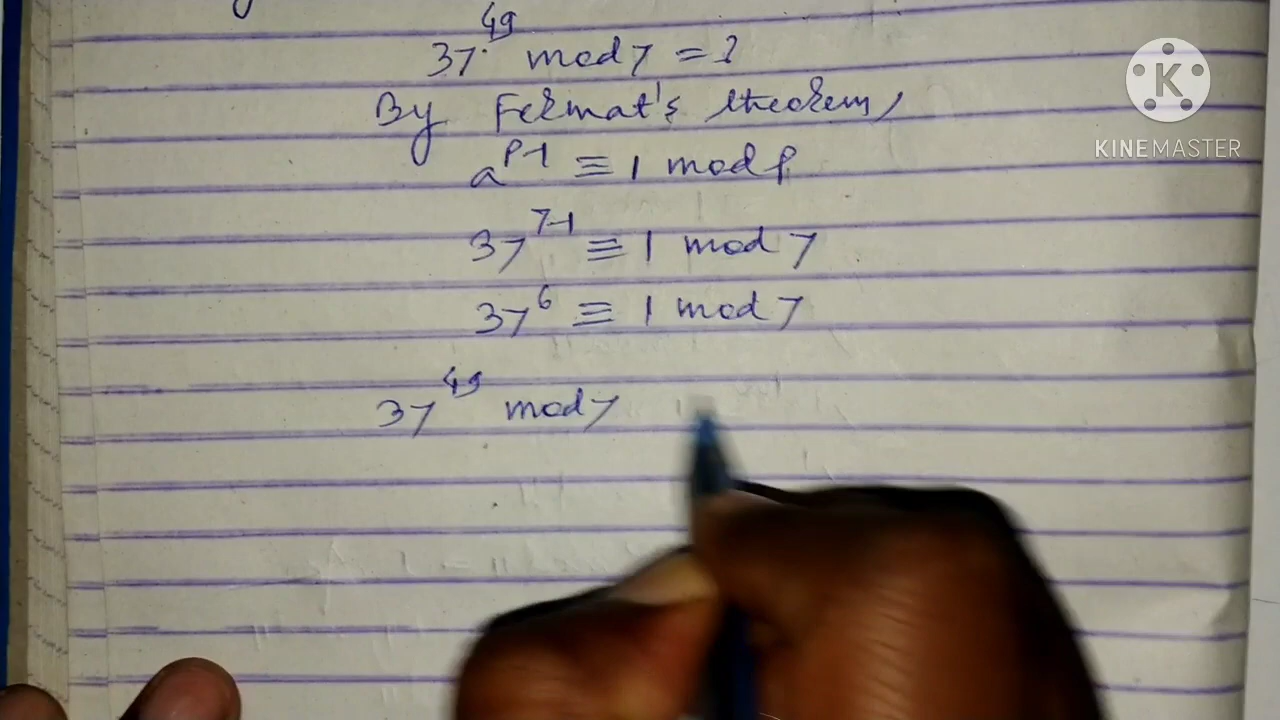 37^49 mod 7 = ?
By Fermat's theorem,
a^p-1 ≡ 1 mod p
37^7-1 ≡ 1 mod 7
37^6 ≡ 1 mod 7
37^49 mod 7
K
KINEMASTER